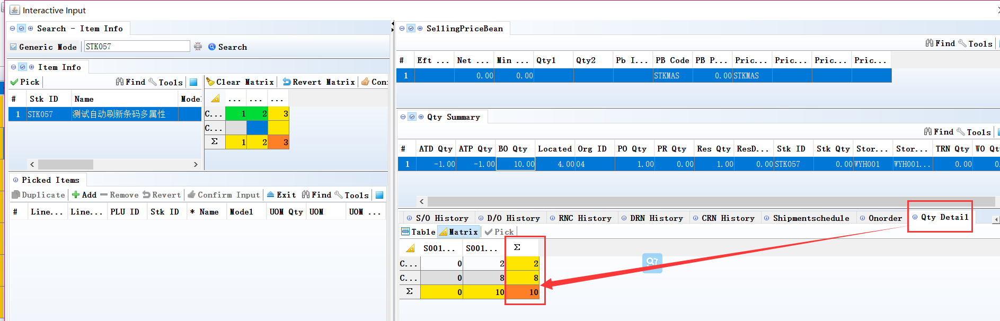 Interactive Input
Search - Item Info
Generic Mode STK057 Search
Item Info
Pick Find Tools Clear Matrix Revert Matrix
# Stk ID Name Model
1 STK057 测试自动刷新条码多属性
... ... ...
C... 1 2 3
C...
Σ 1 2 3
Picked Items
Duplicate Add Remove Revert Confirm Input Exit Find Tools
# Line... Line... PLU ID Stk ID * Name Model UOM Qty UOM UOM ...
SellingPriceBean
Find Tools
# Eft ... Net ... Min ... Qty1 Qty2 Pb I... PB Code PB P... Pric... Pric... Pric... Pric...
1 0.00 0.00 STKMAS 0.00 STKMAS
Qty Summary
Find Tools
# ATD Qty ATP Qty BO Qty Located Org ID PO Qty PR Qty Res Qty ResD... Stk ID Stk Qty Stor... Stor... TRN Qty WO Qt
1 -1.00 -1.00 10.00 4.00 04 1.00 0.00 1.00 0.00 STK057 0.00 WYH001 WYH001... 0.00 0.
S/O History D/O History RNC History DRN History CRN History Shipmentschedule Onorder Qty Detail
Table Matrix Pick
S001... S001... Σ
C... 0 2 2
C... 0 8 8
Σ 0 10 10